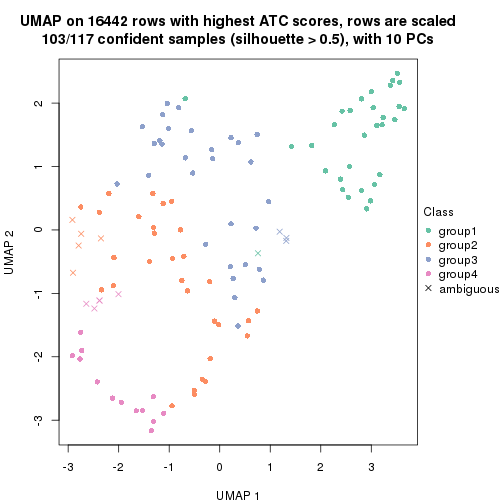 UMAP on 16442 rows with highest ATC scores, rows are scaled
103/117 confident samples (silhouette > 0.5), with 10 PCs
UMAP 2
2
1
0
-1
-2
-3
-3
-2
-1
0
1
2
3
UMAP 1
Class
group1
group2
group3
group4
ambiguous